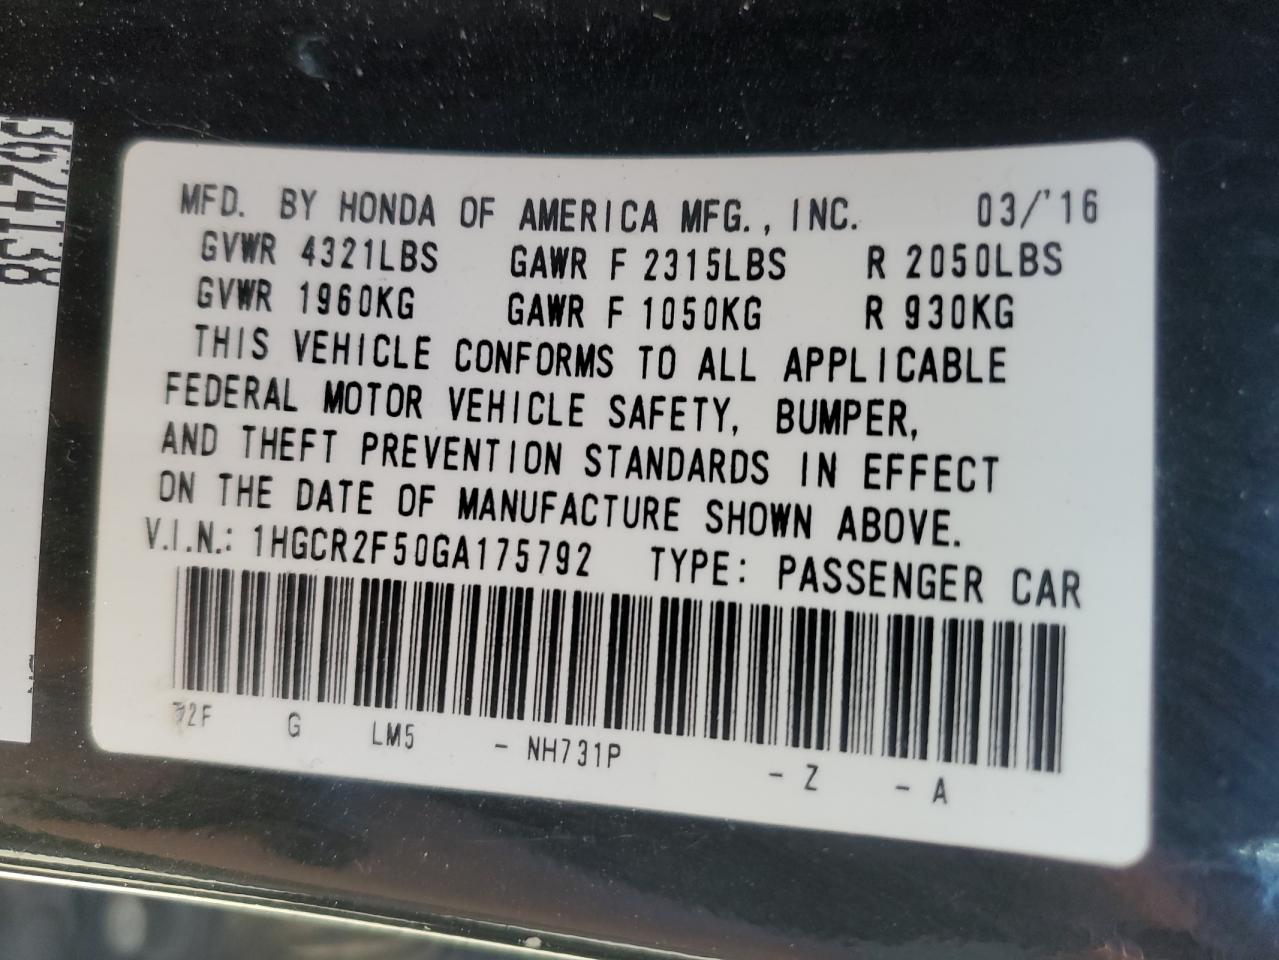 MFD. BY HONDA OF AMERICA MFG., INC. 03/'16
GVWR 4321LBS GAWR F 2315LBS R 2050LBS
GVWR 1960KG GAWR F 1050KG R 930KG
THIS VEHICLE CONFORMS TO ALL APPLICABLE
FEDERAL MOTOR VEHICLE SAFETY, BUMPER,
AND THEFT PREVENTION STANDARDS IN EFFECT
ON THE DATE OF MANUFACTURE SHOWN ABOVE.
V.I.N.: 1HGCR2F50GA175792 TYPE: PASSENGER CAR
G LM5 - NH731P - Z - A